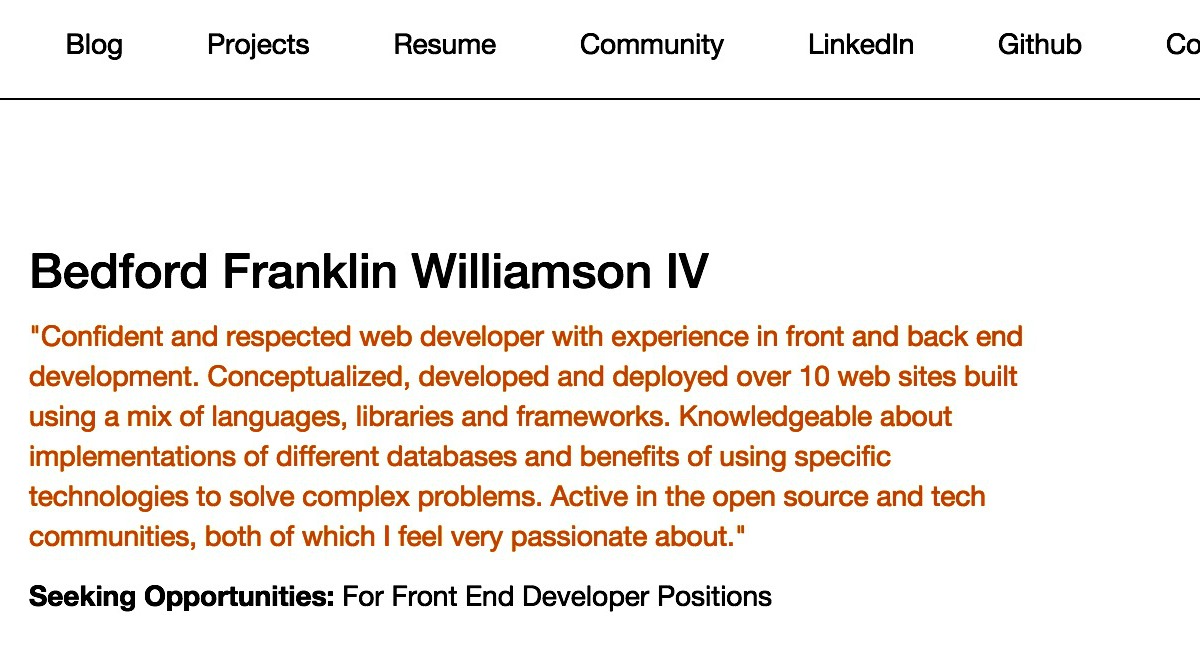 Blog Projects Resume Community LinkedIn Github
Bedford Franklin Williamson IV
"Confident and respected web developer with experience in front and back end
development. Conceptualized, developed and deployed over 10 web sites built
using a mix of languages, libraries and frameworks. Knowledgeable about
implementations of different databases and benefits of using specific
technologies to solve complex problems. Active in the open source and tech
communities, both of which I feel very passionate about."
Seeking Opportunities: For Front End Developer Positions